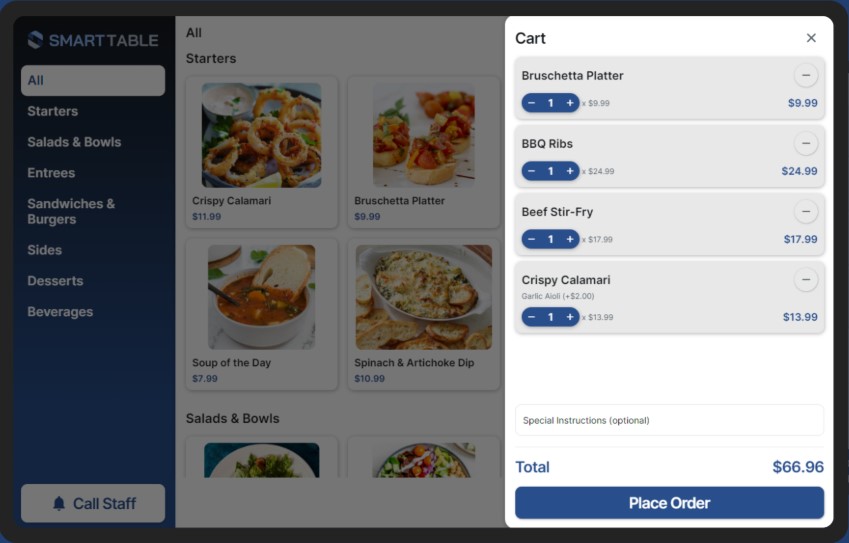 SMARTTABLE
All
Starters
Salads & Bowls
Entrees
Sandwiches &
Burgers
Sides
Desserts
Beverages
Call Staff
All
Starters
Crispy Calamari
$11.99
Bruschetta Platter
$9.99
Soup of the Day
$7.99
Spinach & Artichoke Dip
$10.99
Salads & Bowls
Cart
Bruschetta Platter
− 1 + x $9.99 $9.99
BBQ Ribs
− 1 + x $24.99 $24.99
Beef Stir-Fry
− 1 + x $17.99 $17.99
Crispy Calamari
Garlic Aioli (+$2.00)
− 1 + x $13.99 $13.99
Special Instructions (optional)
Total $66.96
Place Order